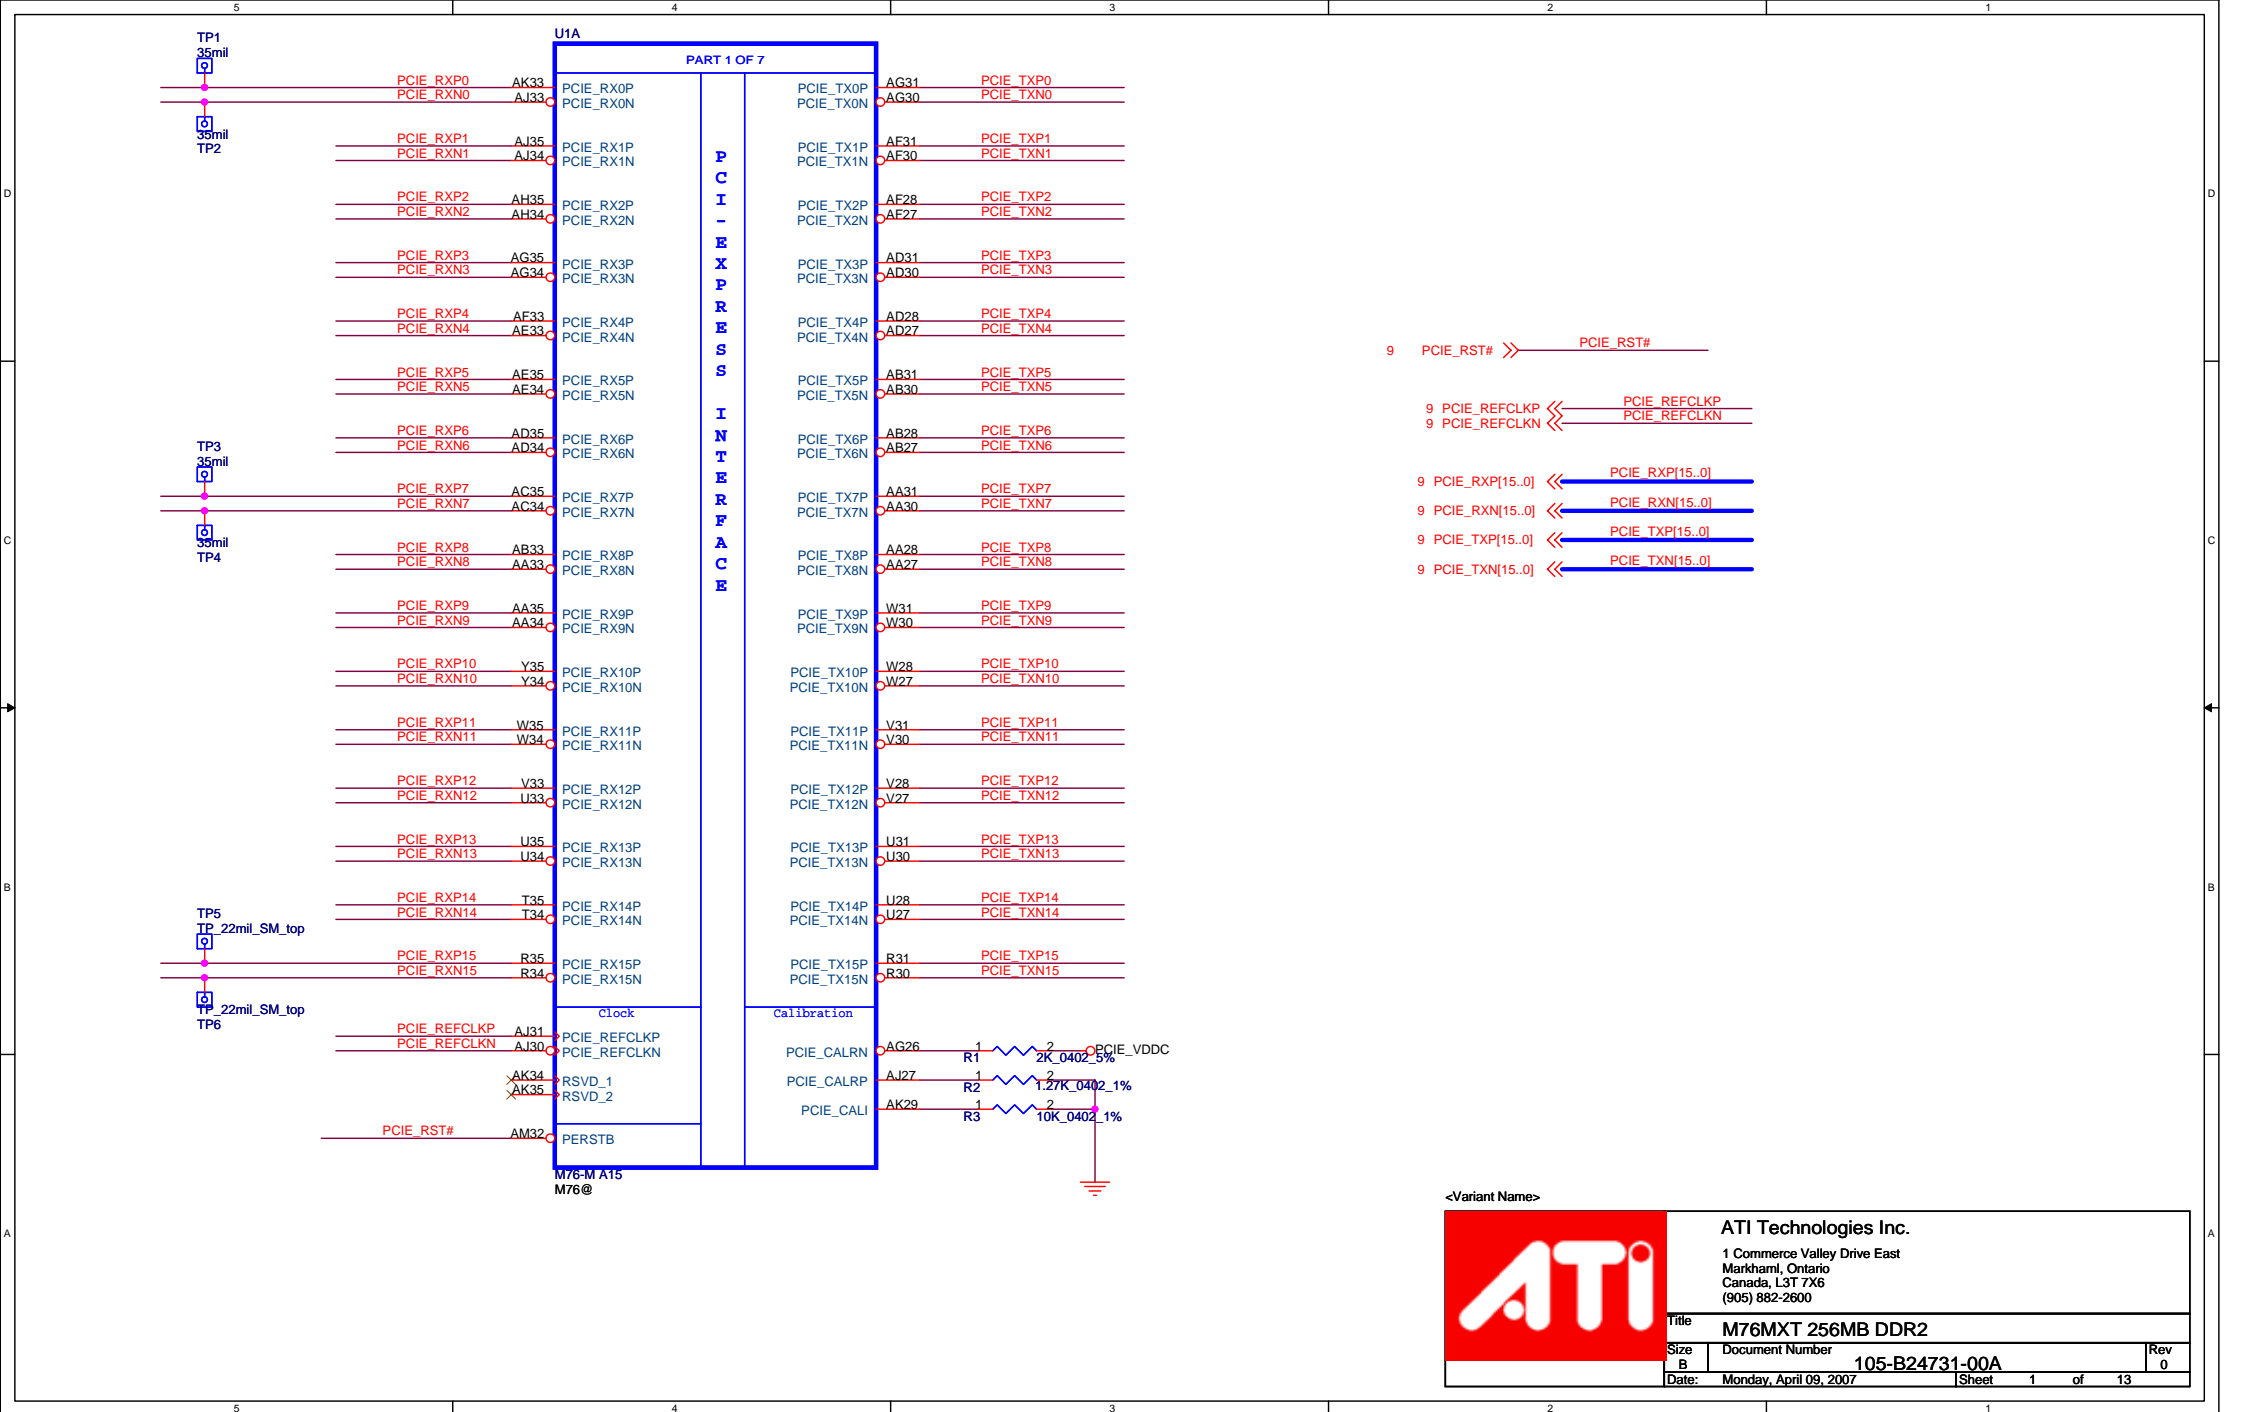 5 4 3 2 1
TP1
35mil
35mil
TP2
U1A
PART 1 OF 7
PCI-EXPRESS INTERFACE
PCIE_RXP0 AK33 PCIE_RX0P PCIE_TX0P AG31 PCIE_TXP0
PCIE_RXN0 AJ33 PCIE_RX0N PCIE_TX0N AG30 PCIE_TXN0
PCIE_RXP1 AJ35 PCIE_RX1P PCIE_TX1P AF31 PCIE_TXP1
PCIE_RXN1 AJ34 PCIE_RX1N PCIE_TX1N AF30 PCIE_TXN1
D D
PCIE_RXP2 AH35 PCIE_RX2P PCIE_TX2P AF28 PCIE_TXP2
PCIE_RXN2 AH34 PCIE_RX2N PCIE_TX2N AF27 PCIE_TXN2
PCIE_RXP3 AG35 PCIE_RX3P PCIE_TX3P AD31 PCIE_TXP3
PCIE_RXN3 AG34 PCIE_RX3N PCIE_TX3N AD30 PCIE_TXN3
PCIE_RXP4 AF33 PCIE_RX4P PCIE_TX4P AD28 PCIE_TXP4
PCIE_RXN4 AE33 PCIE_RX4N PCIE_TX4N AD27 PCIE_TXN4
PCIE_RXP5 AE35 PCIE_RX5P PCIE_TX5P AB31 PCIE_TXP5
PCIE_RXN5 AE34 PCIE_RX5N PCIE_TX5N AB30 PCIE_TXN5
PCIE_RXP6 AD35 PCIE_RX6P PCIE_TX6P AB28 PCIE_TXP6
PCIE_RXN6 AD34 PCIE_RX6N PCIE_TX6N AB27 PCIE_TXN6
TP3
35mil
PCIE_RXP7 AC35 PCIE_RX7P PCIE_TX7P AA31 PCIE_TXP7
PCIE_RXN7 AC34 PCIE_RX7N PCIE_TX7N AA30 PCIE_TXN7
35mil
TP4
C C
PCIE_RXP8 AB33 PCIE_RX8P PCIE_TX8P AA28 PCIE_TXP8
PCIE_RXN8 AA33 PCIE_RX8N PCIE_TX8N AA27 PCIE_TXN8
PCIE_RXP9 AA35 PCIE_RX9P PCIE_TX9P W31 PCIE_TXP9
PCIE_RXN9 AA34 PCIE_RX9N PCIE_TX9N W30 PCIE_TXN9
PCIE_RXP10 Y35 PCIE_RX10P PCIE_TX10P W28 PCIE_TXP10
PCIE_RXN10 Y34 PCIE_RX10N PCIE_TX10N W27 PCIE_TXN10
PCIE_RXP11 W35 PCIE_RX11P PCIE_TX11P V31 PCIE_TXP11
PCIE_RXN11 W34 PCIE_RX11N PCIE_TX11N V30 PCIE_TXN11
PCIE_RXP12 V33 PCIE_RX12P PCIE_TX12P V28 PCIE_TXP12
PCIE_RXN12 U33 PCIE_RX12N PCIE_TX12N V27 PCIE_TXN12
PCIE_RXP13 U35 PCIE_RX13P PCIE_TX13P U31 PCIE_TXP13
PCIE_RXN13 U34 PCIE_RX13N PCIE_TX13N U30 PCIE_TXN13
B B
PCIE_RXP14 T35 PCIE_RX14P PCIE_TX14P U28 PCIE_TXP14
PCIE_RXN14 T34 PCIE_RX14N PCIE_TX14N U27 PCIE_TXN14
TP5
TP_22mil_SM_top
PCIE_RXP15 R35 PCIE_RX15P PCIE_TX15P R31 PCIE_TXP15
PCIE_RXN15 R34 PCIE_RX15N PCIE_TX15N R30 PCIE_TXN15
TP_22mil_SM_top
TP6
Clock Calibration
PCIE_REFCLKP AJ31 PCIE_REFCLKP
PCIE_REFCLKN AJ30 PCIE_REFCLKN PCIE_CALRN AG26 1 R1 2 2K_0402_5% PCIE_VDDC
AK34 RSVD_1 PCIE_CALRP AJ27 1 R2 2 1.27K_0402_1%
AK35 RSVD_2
PCIE_CALI AK29 1 R3 2 10K_0402_1%
PCIE_RST# AM32 PERSTB
M76-M A15
M76@
9 PCIE_RST# PCIE_RST#
9 PCIE_REFCLKP PCIE_REFCLKP
9 PCIE_REFCLKN PCIE_REFCLKN
9 PCIE_RXP[15..0] PCIE_RXP[15..0]
9 PCIE_RXN[15..0] PCIE_RXN[15..0]
9 PCIE_TXP[15..0] PCIE_TXP[15..0]
9 PCIE_TXN[15..0] PCIE_TXN[15..0]
<Variant Name>
A A
ATI
ATI Technologies Inc.
1 Commerce Valley Drive East
Markhaml, Ontario
Canada, L3T 7X6
(905) 882-2600
Title
M76MXT 256MB DDR2
Size Document Number Rev
B 105-B24731-00A 0
Date: Monday, April 09, 2007 Sheet 1 of 13
5 4 3 2 1